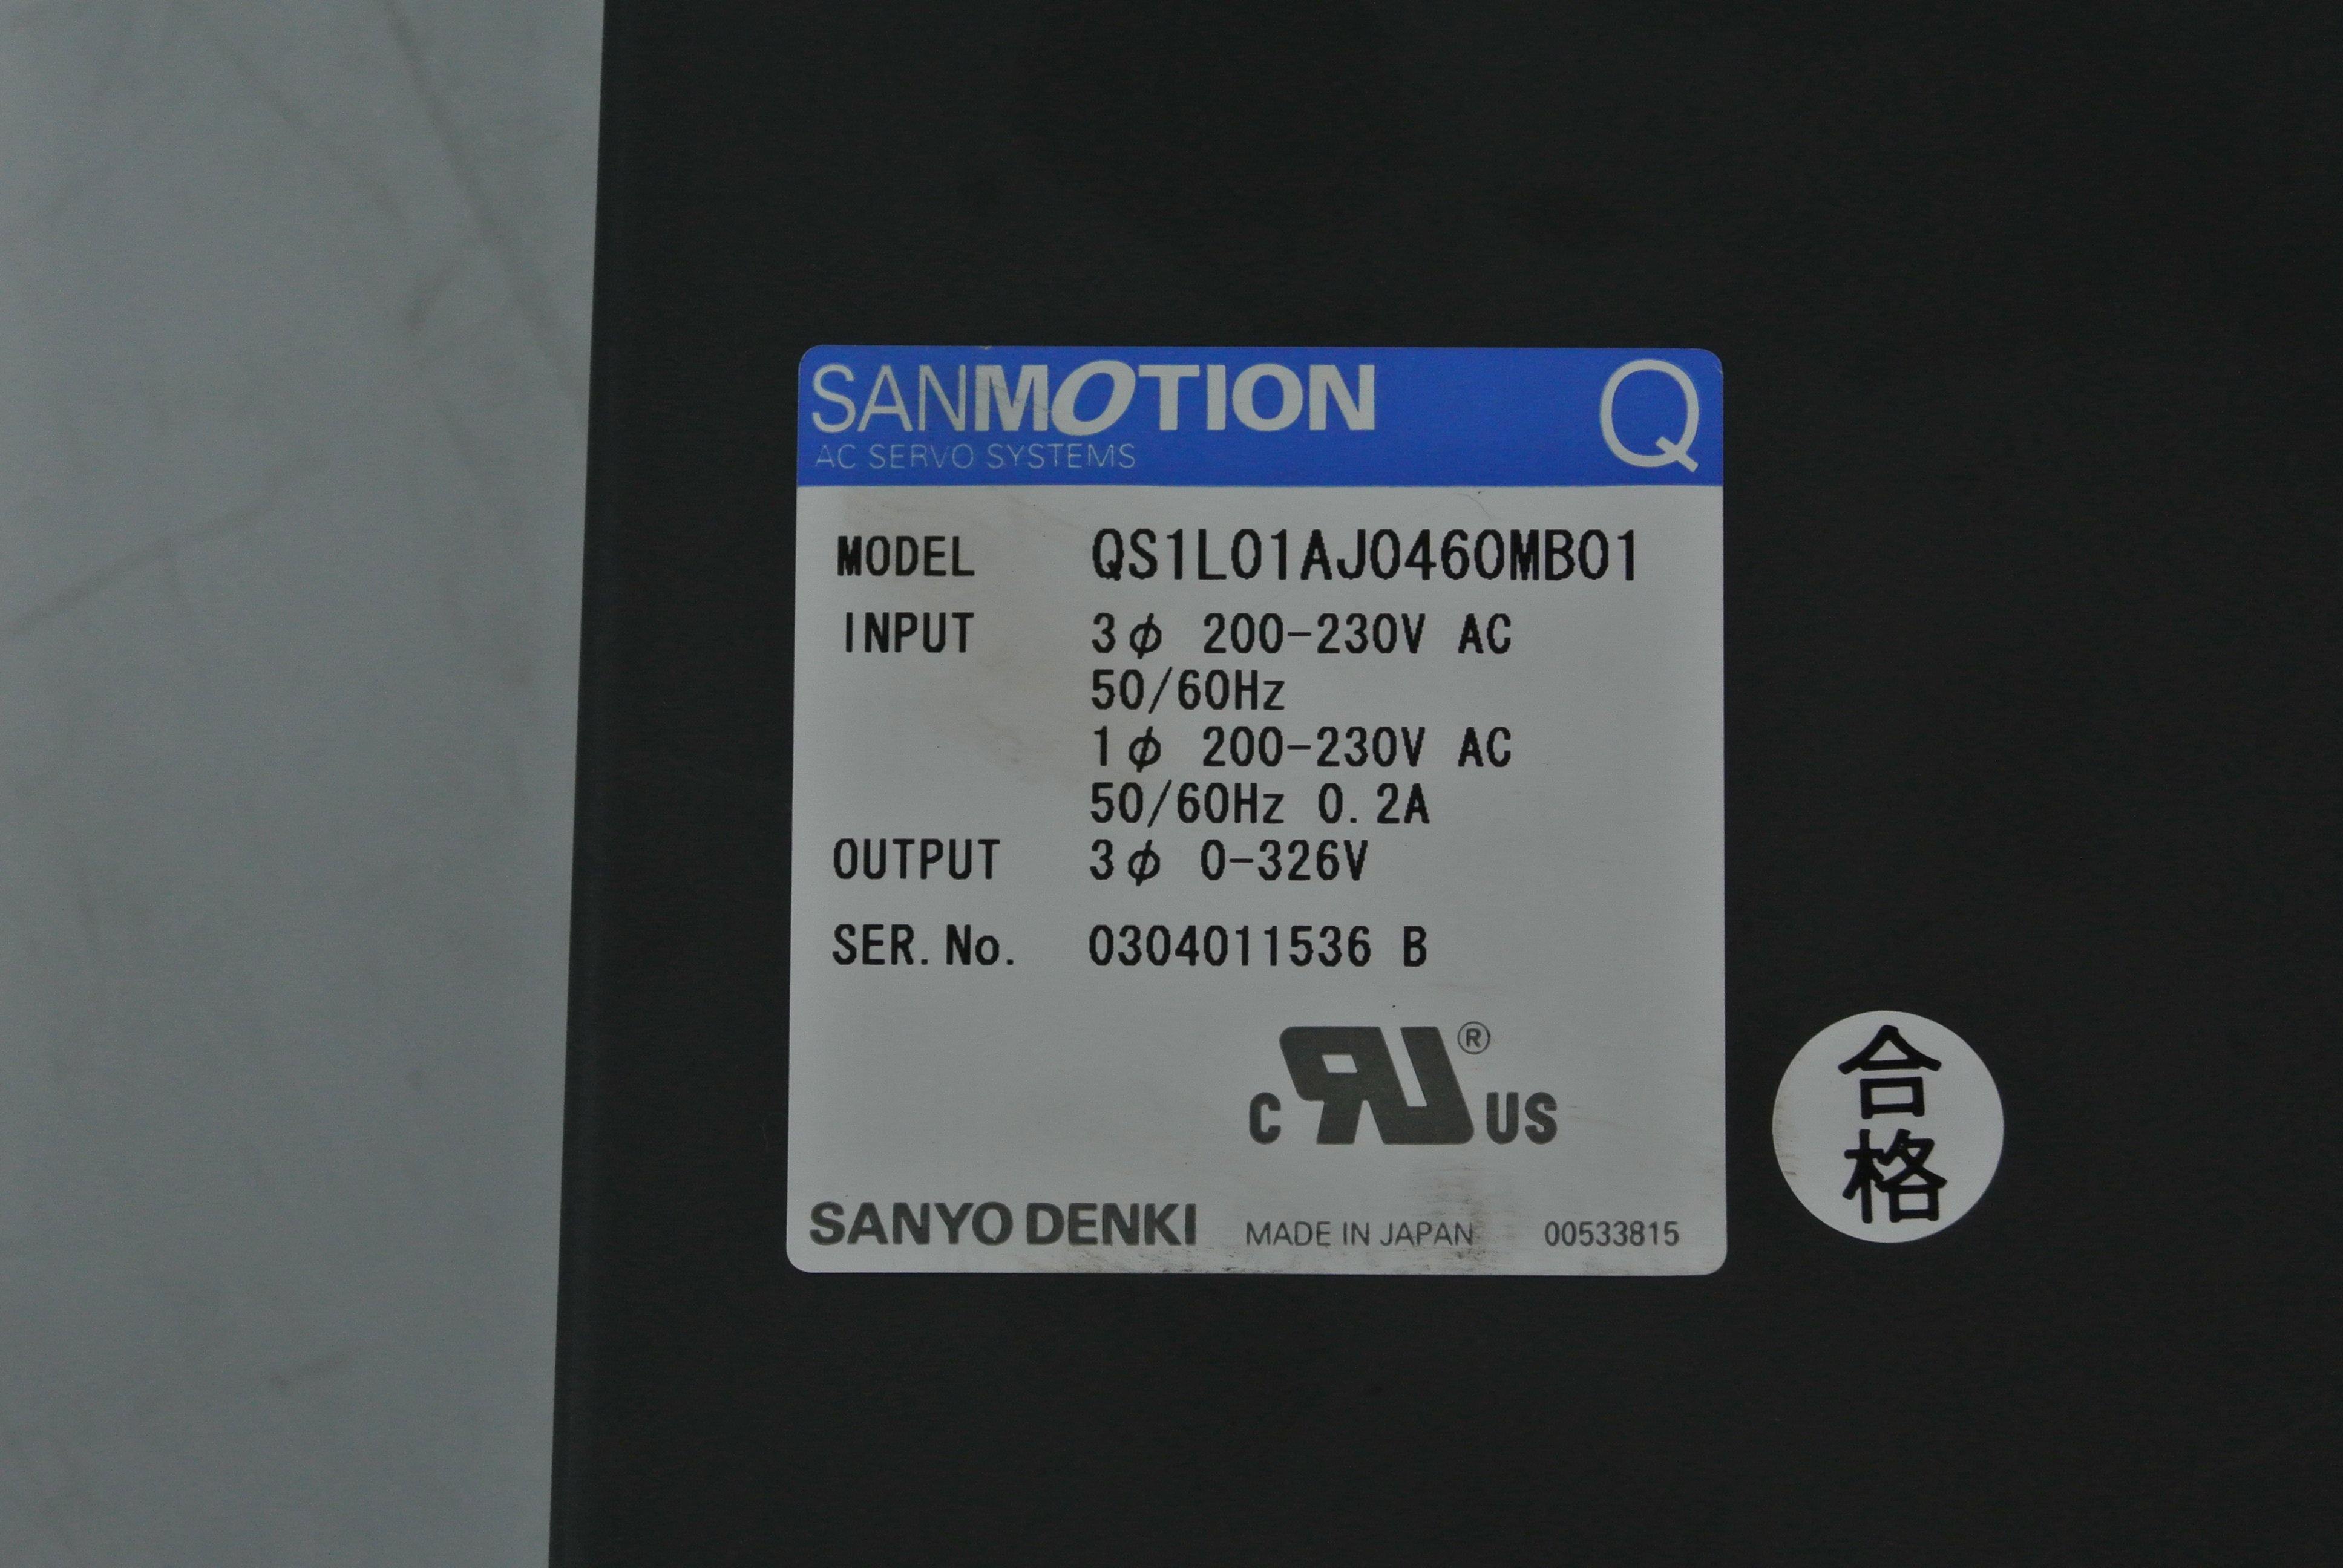 SANMOTION Q
AC SERVO SYSTEMS
MODEL QS1L01AJ0460MB01
INPUT 3φ 200-230V AC
50/60Hz
1φ 200-230V AC
50/60Hz 0.2A
OUTPUT 3φ 0-326V
SER.No. 0304011536 B
c RU ® US
SANYO DENKI MADE IN JAPAN 00533815
合
格